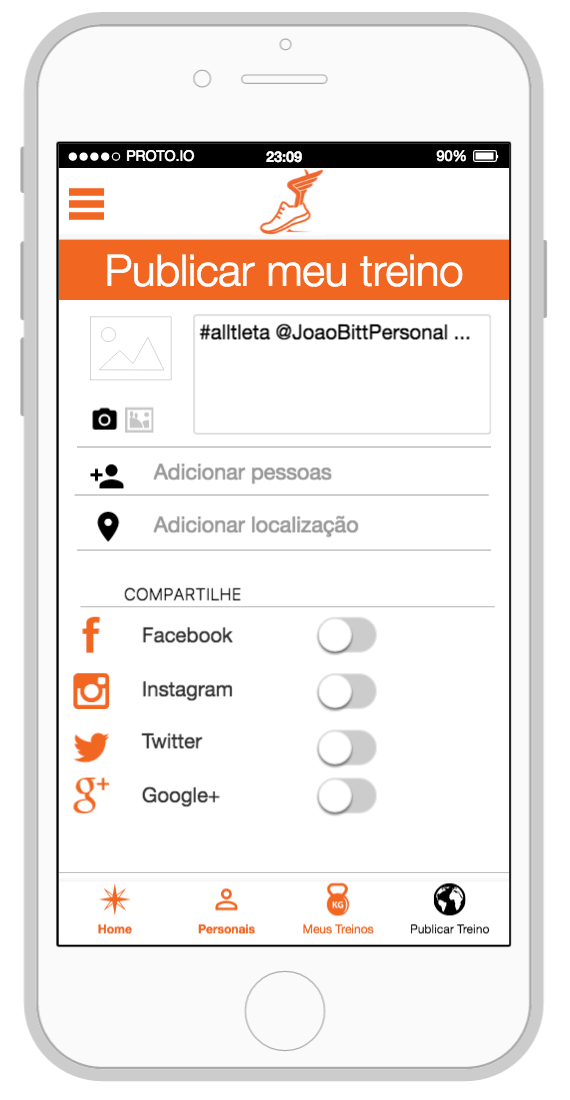 PROTO.IO 23:09 90%
Publicar meu treino
#alltleta @JoaoBittPersonal ...
Adicionar pessoas
Adicionar localização
COMPARTILHE
f Facebook
Instagram
Twitter
g+ Google+
KG
Home Personais Meus Treinos Publicar Treino